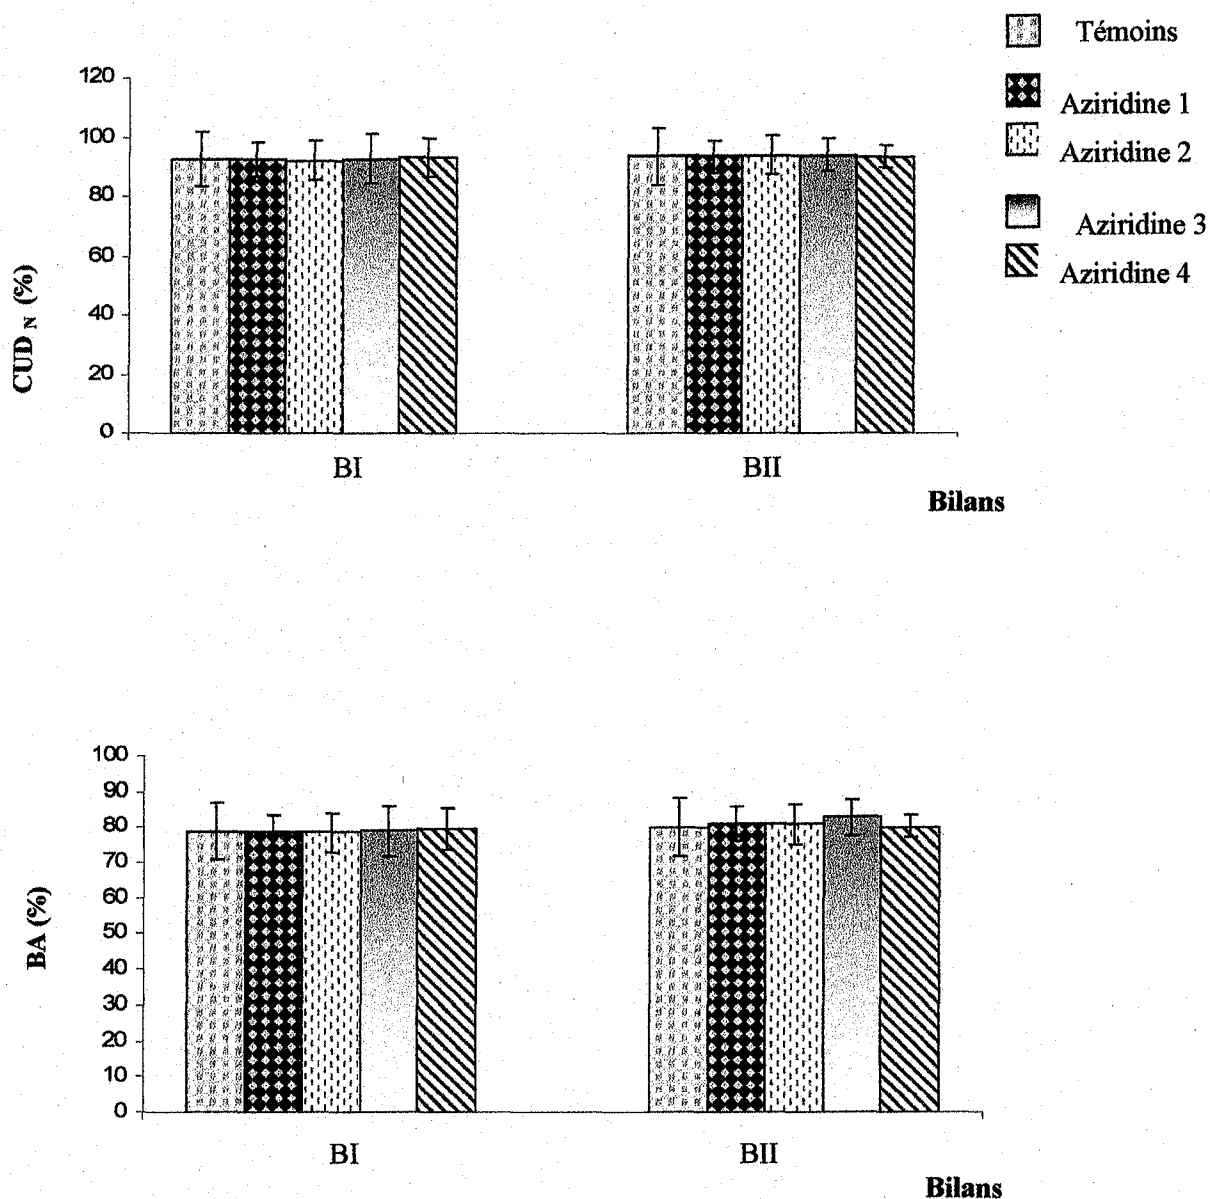 Témoins
Aziridine 1
Aziridine 2
Aziridine 3
Aziridine 4
120
100
80
60
40
20
0
CUD N (%)
BI BII
Bilans
100
90
80
70
60
50
40
30
20
10
0
BA (%)
BI BII
Bilans